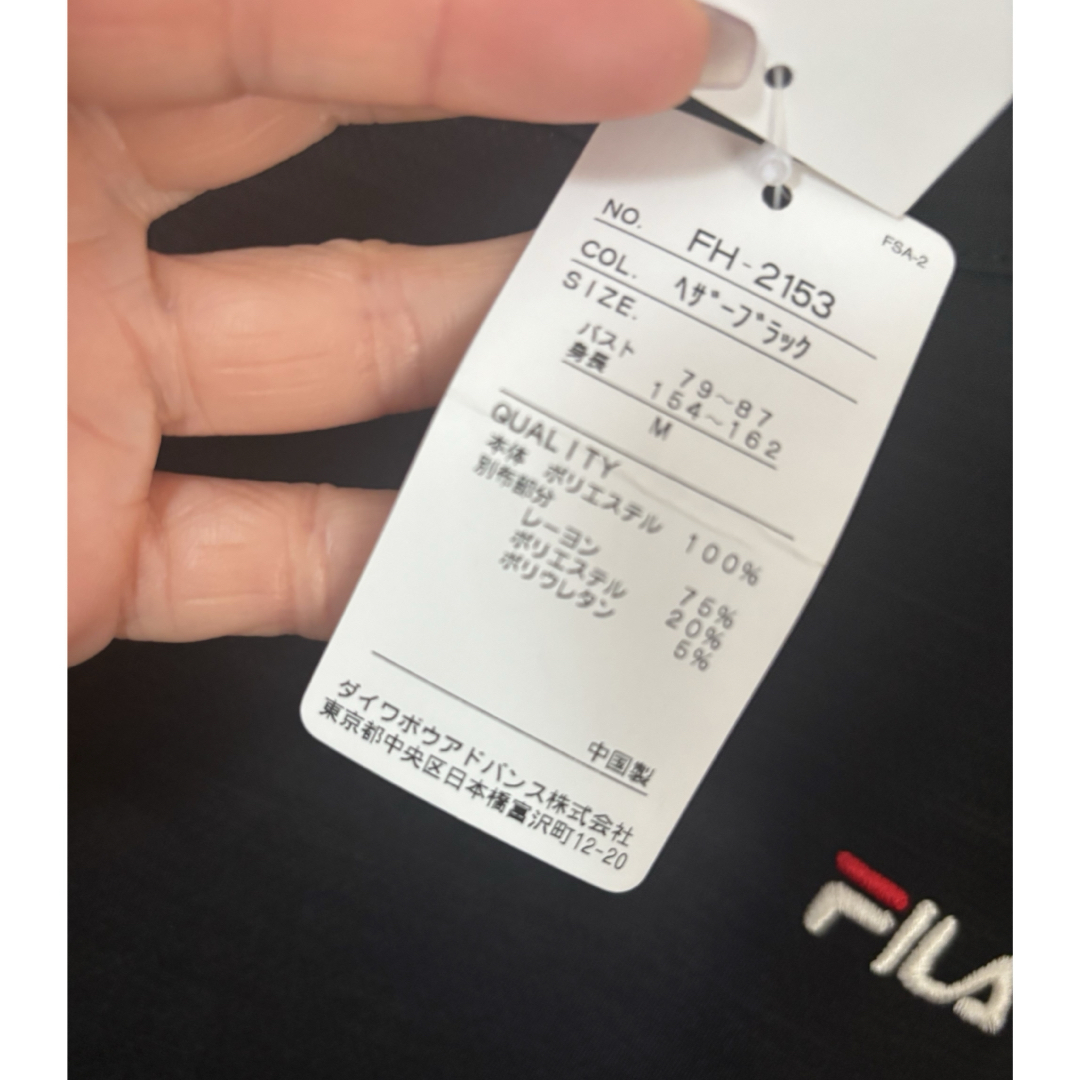 FSA-2
NO. FH-2153
COL. ヘザーブラック
SIZE.
バスト 79~87
身長 154~162
M
QUALITY
本体 ポリエステル 100%
別布部分
レーヨン 75%
ポリエステル 20%
ポリウレタン 5%
中国製
ダイワボウアドバンス株式会社
東京都中央区日本橋富沢町12-20
FILA